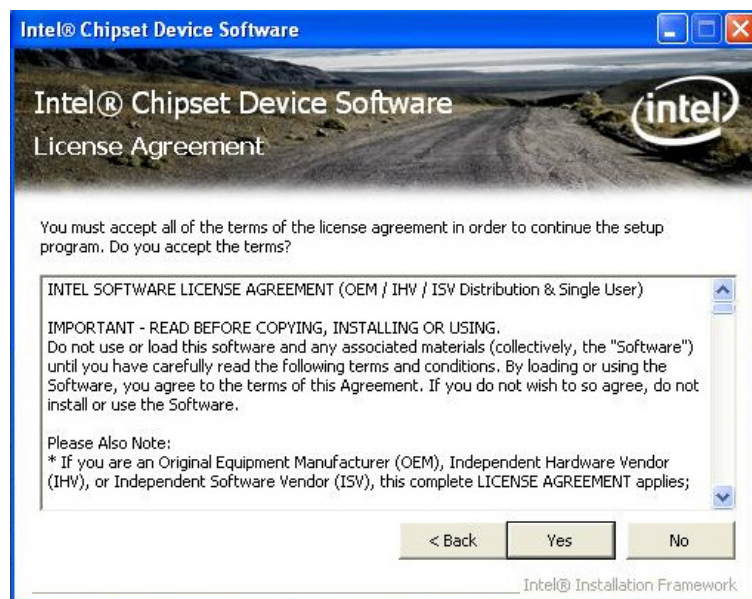 Intel® Chipset Device Software
Intel® Chipset Device Software
intel
License Agreement
You must accept all of the terms of the license agreement in order to continue the setup
program. Do you accept the terms?
INTEL SOFTWARE LICENSE AGREEMENT (OEM / IHV / ISV Distribution & Single User)
IMPORTANT - READ BEFORE COPYING, INSTALLING OR USING.
Do not use or load this software and any associated materials (collectively, the "Software")
until you have carefully read the following terms and conditions. By loading or using the
Software, you agree to the terms of this Agreement. If you do not wish to so agree, do not
install or use the Software.
Please Also Note:
* If you are an Original Equipment Manufacturer (OEM), Independent Hardware Vendor
(IHV), or Independent Software Vendor (ISV), this complete LICENSE AGREEMENT applies;
< Back Yes No
Intel® Installation Framework